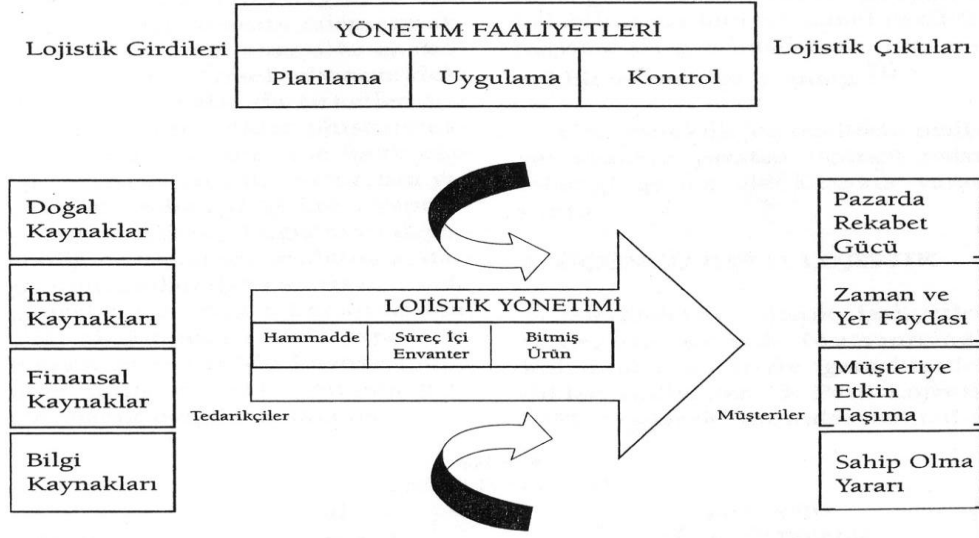 Lojistik Girdileri
YÖNETİM FAALİYETLERİ
Planlama
Uygulama
Kontrol
Lojistik Çıktıları
Doğal
Kaynaklar
İnsan
Kaynakları
Finansal
Kaynaklar
Bilgi
Kaynakları
LOJİSTİK YÖNETİMİ
Hammadde
Süreç İçi
Envanter
Bitmiş
Ürün
Tedarikçiler
Müşteriler
Pazarda
Rekabet
Gücü
Zaman ve
Yer Faydası
Müşteriye
Etkin
Taşıma
Sahip Olma
Yararı